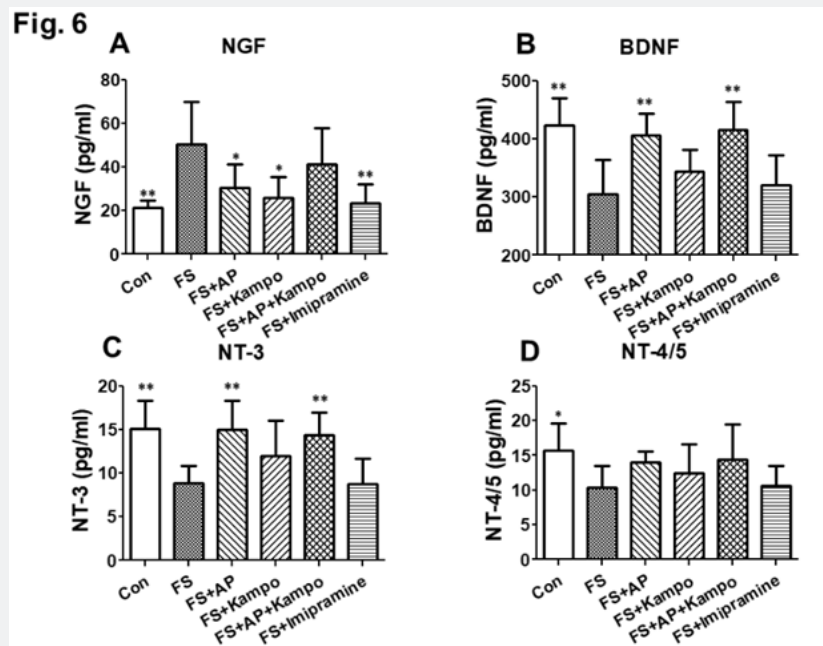 Fig. 6
A NGF
NGF (pg/ml)
80
60
40
20
0
** * * **
Con FS FS+AP FS+Kampo FS+AP+Kampo FS+Imipramine
B BDNF
BDNF (pg/ml)
500
400
300
200
** ** **
Con FS FS+AP FS+Kampo FS+AP+Kampo FS+Imipramine
C NT-3
NT-3 (pg/ml)
20
15
10
5
0
** ** **
Con FS FS+AP FS+Kampo FS+AP+Kampo FS+Imipramine
D NT-4/5
NT-4/5 (pg/ml)
25
20
15
10
5
0
*
Con FS FS+AP FS+Kampo FS+AP+Kampo FS+Imipramine